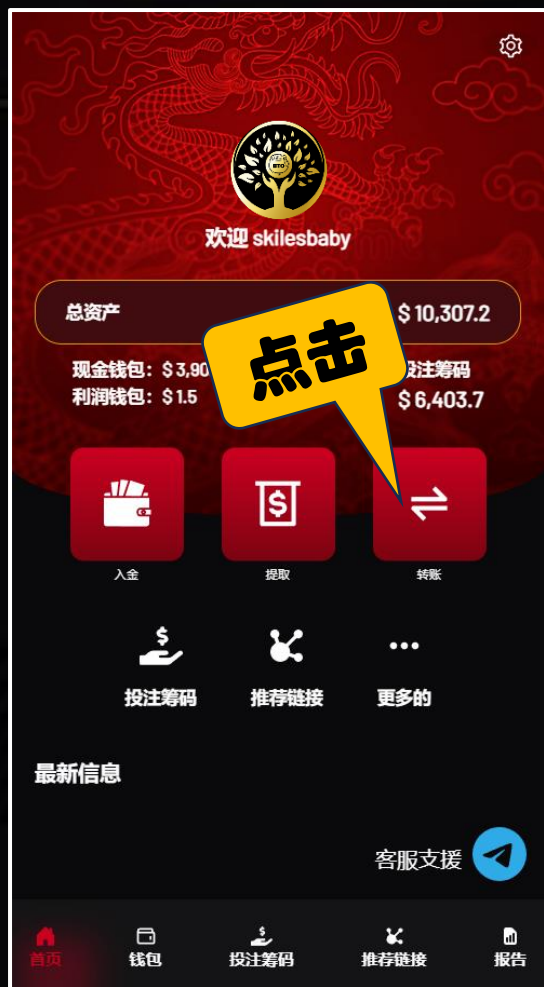 BTO
欢迎 skilesbaby
总资产
$ 10,307.2
点击
现金钱包：$ 3,90
投注筹码
利润钱包：$ 1.5
$ 6,403.7
入金
提取
转账
投注筹码
推荐链接
更多的
最新信息
客服支援
首页
钱包
投注筹码
推荐链接
报告